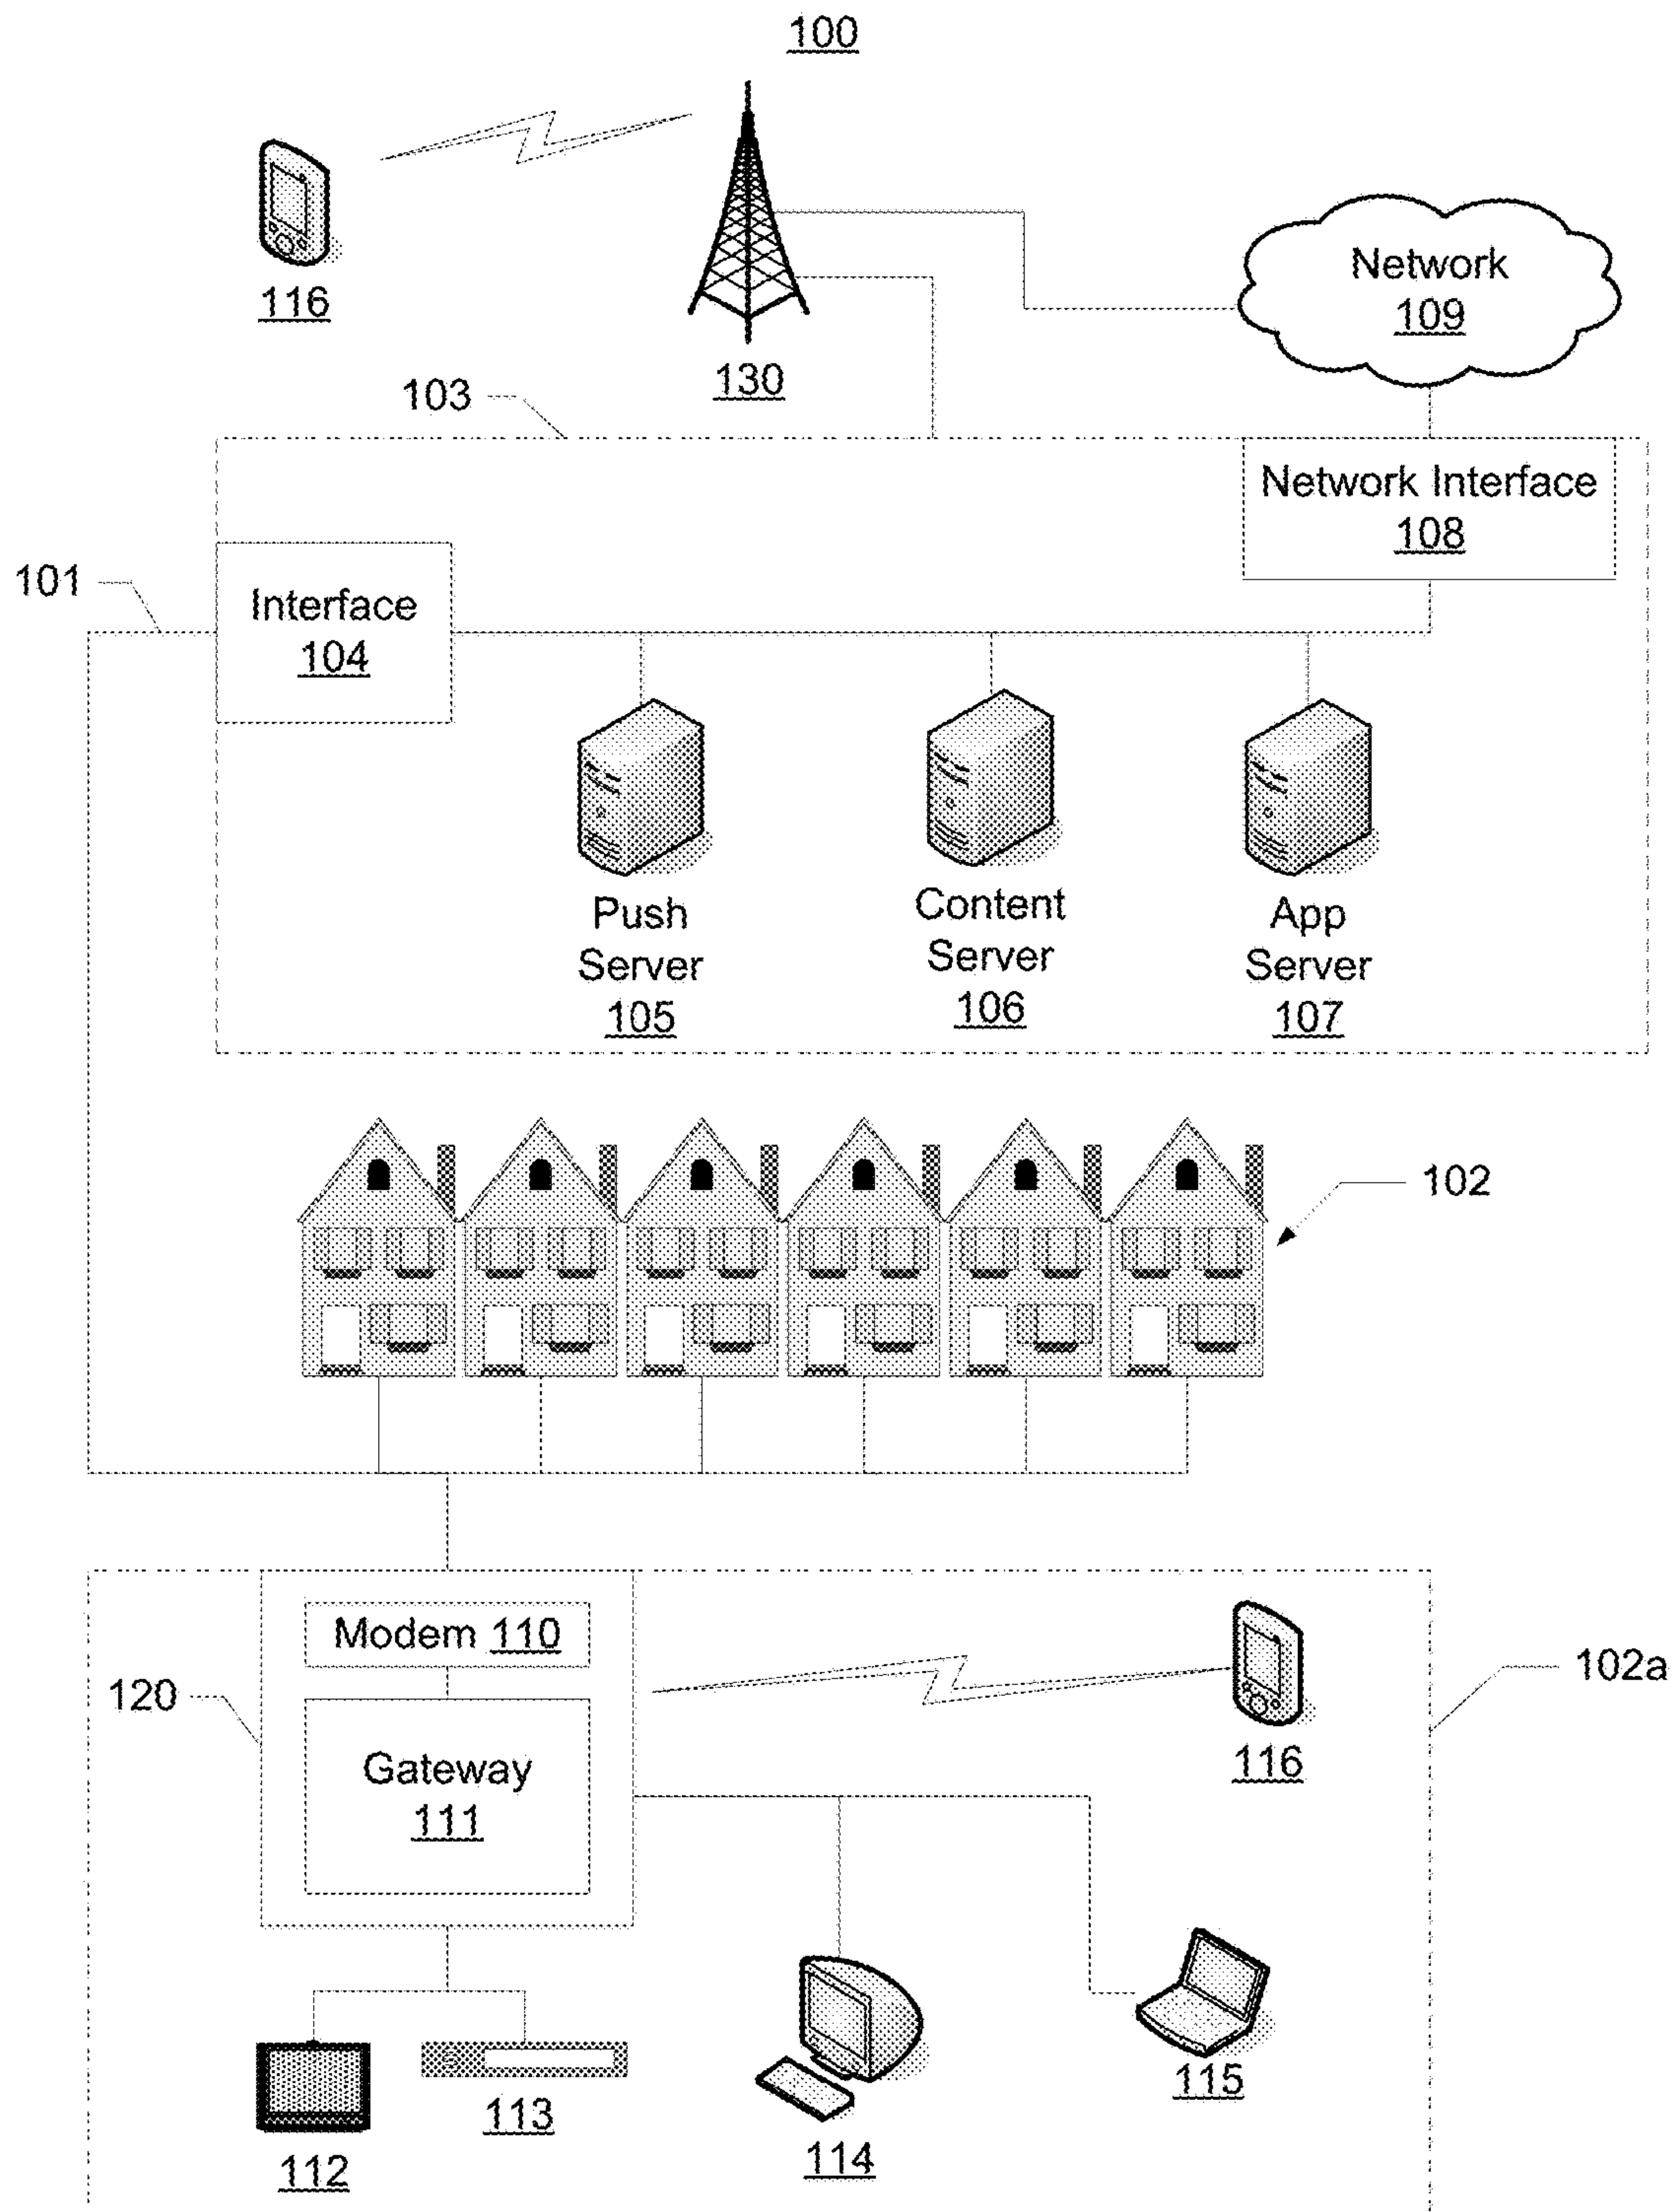 100
116
130
Network
109
103
Network Interface
108
101
Interface
104
Push
Server
105
Content
Server
106
App
Server
107
102
Modem 110
120
Gateway
111
116
102a
112
113
114
115